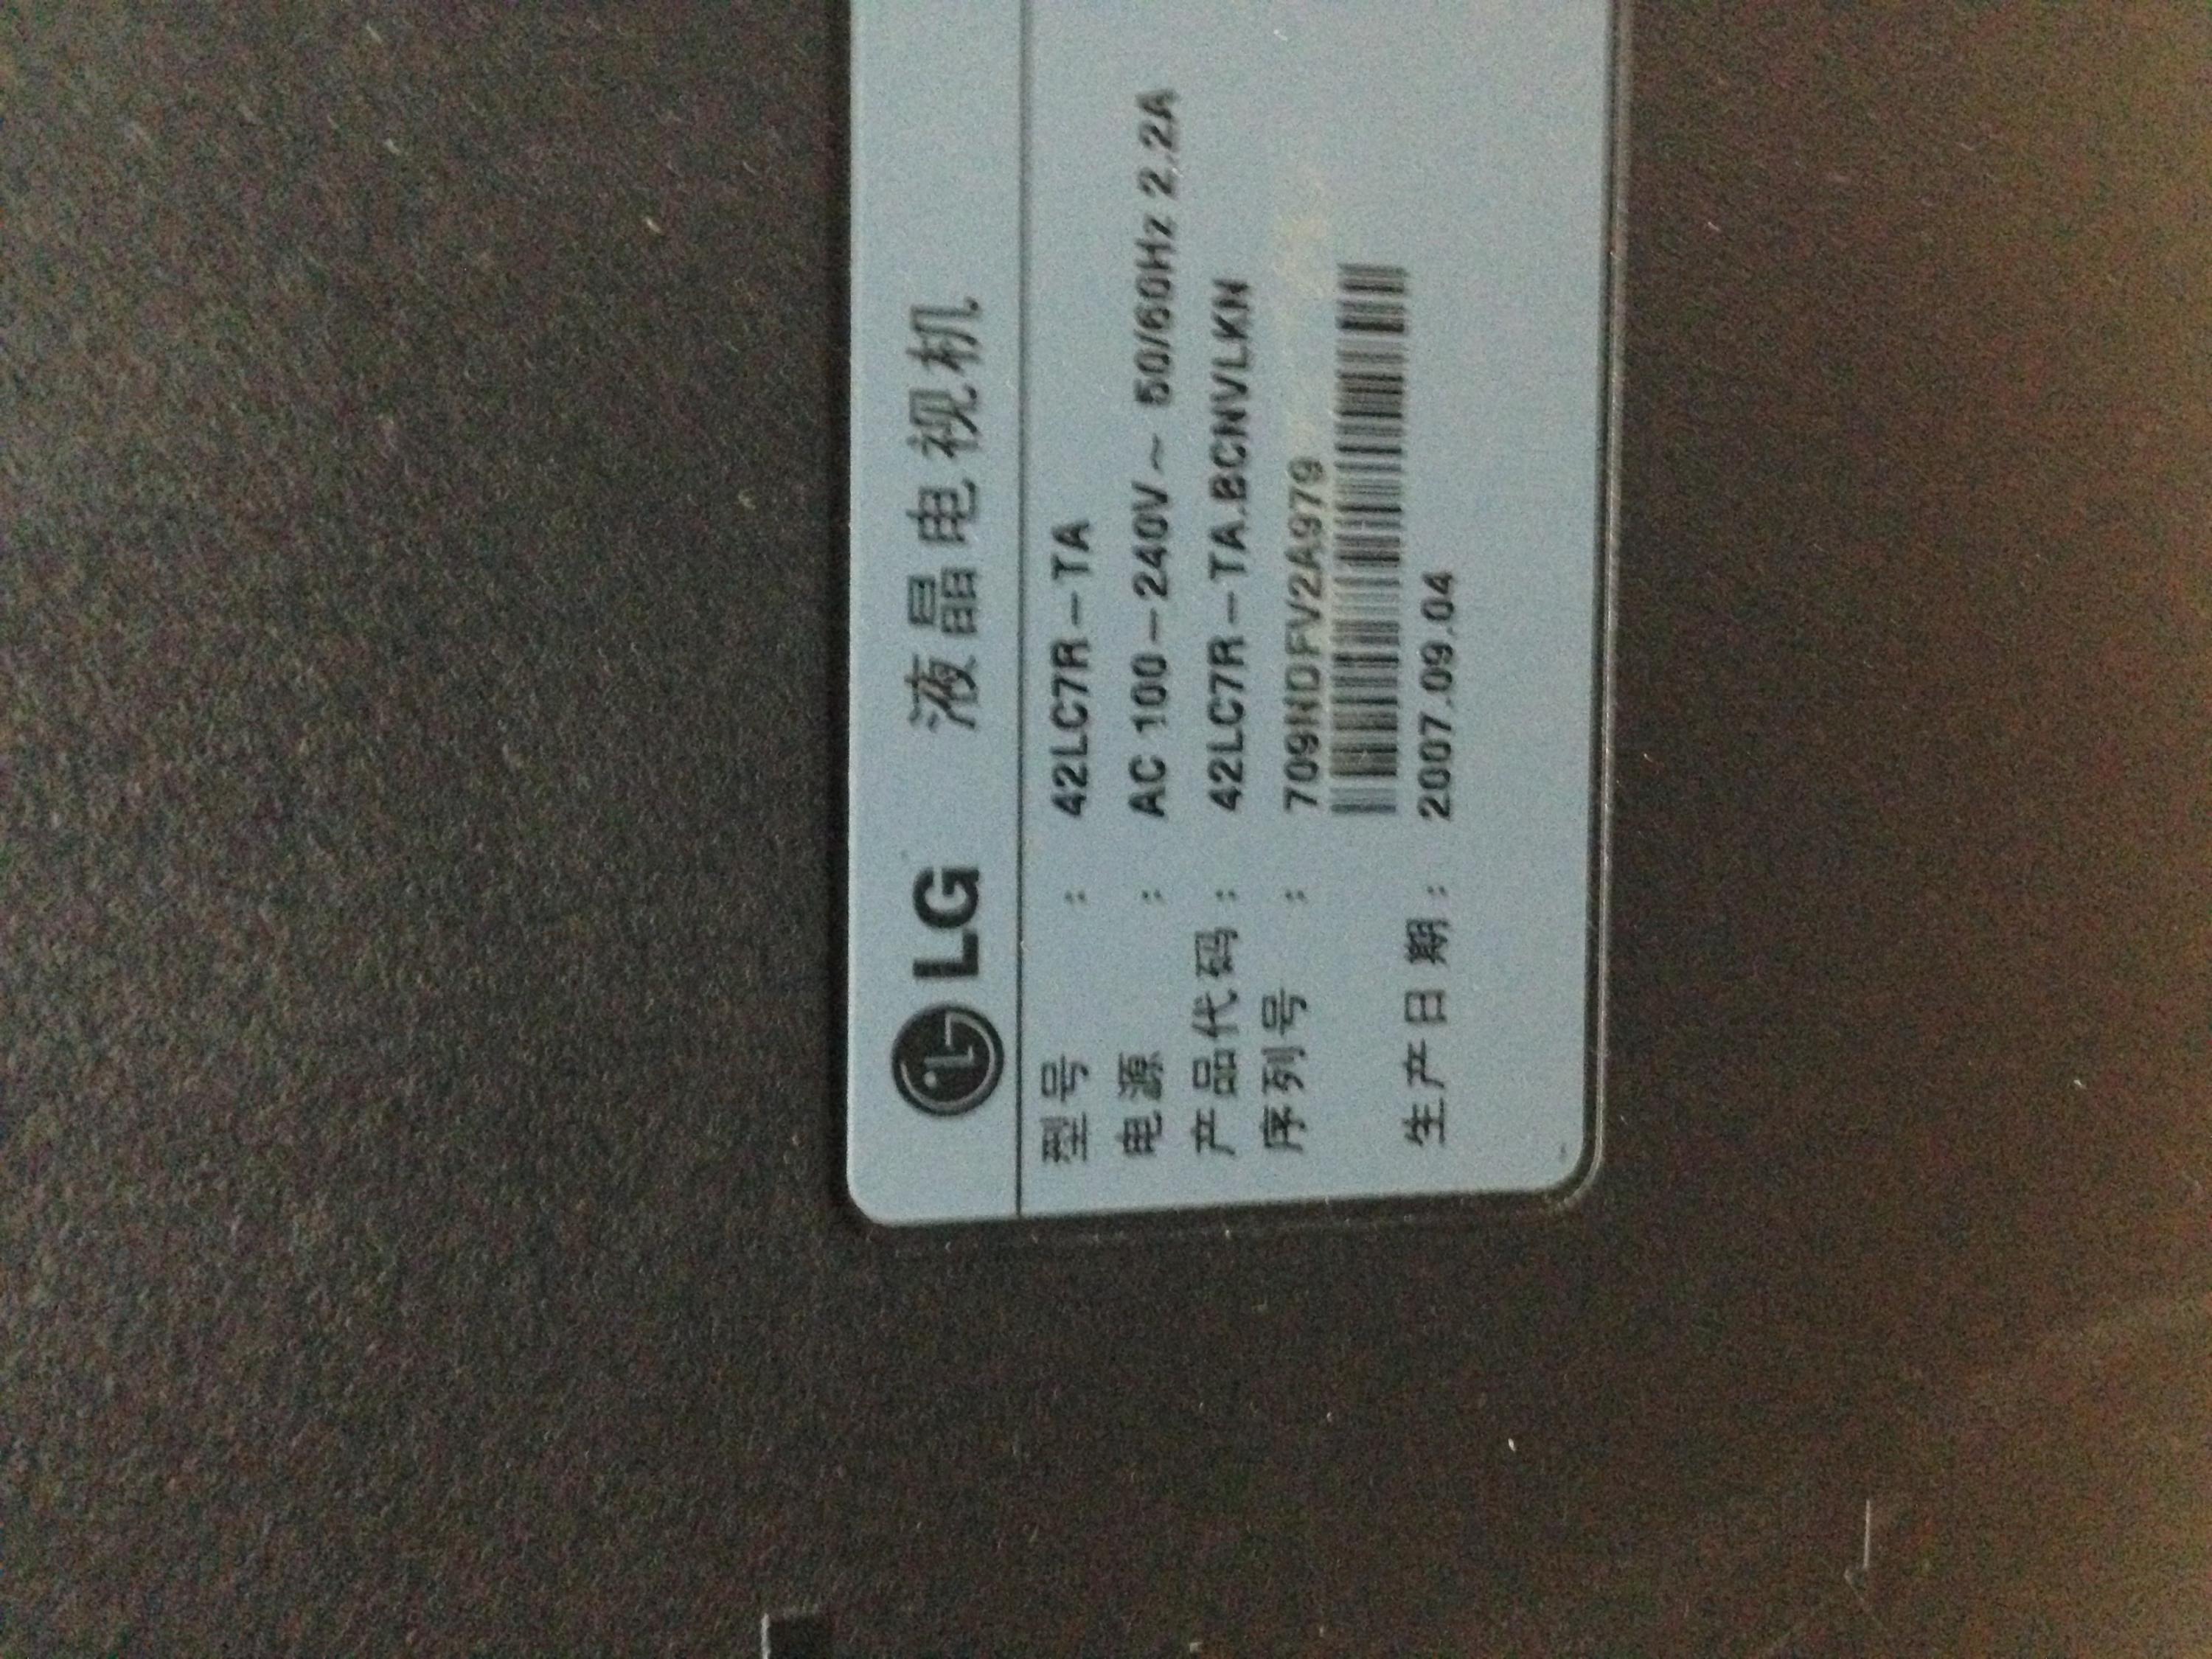 LG 液晶电视机
型号 : 42LC7R-TA
电源 : AC 100-240V~ 50/60Hz 2.2A
产品代码 : 42LC7R-TA.BCNVLKN
序列号 : 709NDFV2A979
生产日期 : 2007.09.04